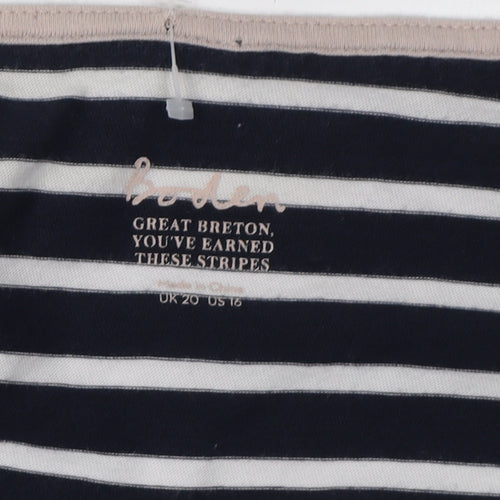 Boden
GREAT BRETON,
YOU'VE EARNED
THESE STRIPES
Made in China
UK 20 US 16